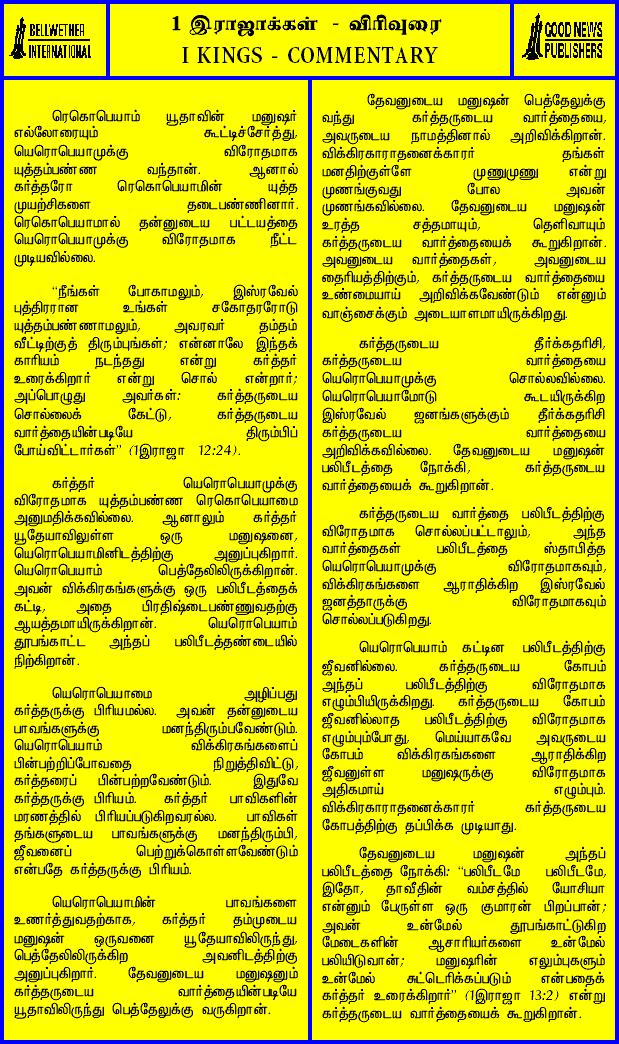 BELLWETHER
INTERNATIONAL
1 இராஜாக்கள் - விரிவுரை
I KINGS - COMMENTARY
GOOD NEWS
PUBLISHERS
ரெகொபெயாம் யூதாவின் மனுஷர்
எல்லோரையும் கூட்டிச்சேர்த்து,
யெரொபெயாமுக்கு விரோதமாக
யுத்தம்பண்ண வந்தான். ஆனால்
கர்த்தரோ ரெகொபெயாமின் யுத்த
முயற்சிகளை தடைபண்ணினார்.
ரெகொபெயாமால் தன்னுடைய பட்டயத்தை
யெரொபெயாமுக்கு விரோதமாக நீட்ட
முடியவில்லை.
“நீங்கள் போகாமலும், இஸ்ரவேல்
புத்திரரான உங்கள் சகோதரரோடு
யுத்தம்பண்ணாமலும், அவரவர் தம்தம்
வீட்டிற்குத் திரும்புங்கள்; என்னாலே இந்தக்
காரியம் நடந்தது என்று கர்த்தர்
உரைக்கிறார் என்று சொல் என்றார்;
அப்பொழுது அவர்கள்: கர்த்தருடைய
சொல்லைக் கேட்டு, கர்த்தருடைய
வார்த்தையின்படியே திரும்பிப்
போய்விட்டார்கள்” (1இராஜா 12:24).
கர்த்தர் யெரொபெயாமுக்கு
விரோதமாக யுத்தம்பண்ண ரெகொபெயாமை
அனுமதிக்கவில்லை. ஆனாலும் கர்த்தர்
யூதேயாவிலுள்ள ஒரு மனுஷனை,
யெரொபெயாமினிடத்திற்கு அனுப்புகிறார்.
யெரொபெயாம் பெத்தேலிலிருக்கிறான்.
அவன் விக்கிரகங்களுக்கு ஒரு பலிபீடத்தைக்
கட்டி, அதை பிரதிஷ்டைபண்ணுவதற்கு
ஆயத்தமாயிருக்கிறான். யெரொபெயாம்
தூபங்காட்ட அந்தப் பலிபீடத்தண்டையில்
நிற்கிறான்.
யெரொபெயாமை அழிப்பது
கர்த்தருக்கு பிரியமல்ல. அவன் தன்னுடைய
பாவங்களுக்கு மனந்திரும்பவேண்டும்.
யெரொபெயாம் விக்கிரகங்களைப்
பின்பற்றிப்போவதை நிறுத்திவிட்டு,
கர்த்தரைப் பின்பற்றவேண்டும். இதுவே
கர்த்தருக்கு பிரியம். கர்த்தர் பாவிகளின்
மரணத்தில் பிரியப்படுகிறவரல்ல. பாவிகள்
தங்களுடைய பாவங்களுக்கு மனந்திரும்பி,
ஜீவனைப் பெற்றுக்கொள்ளவேண்டும்
என்பதே கர்த்தருக்கு பிரியம்.
யெரொபெயாமின் பாவங்களை
உணர்த்துவதற்காக, கர்த்தர் தம்முடைய
மனுஷன் ஒருவனை யூதேயாவிலிருந்து,
பெத்தேலிலிருக்கிற அவனிடத்திற்கு
அனுப்புகிறார். தேவனுடைய மனுஷனும்
கர்த்தருடைய வார்த்தையின்படியே
யூதாவிலிருந்து பெத்தேலுக்கு வருகிறான்.
தேவனுடைய மனுஷன் பெத்தேலுக்கு
வந்து கர்த்தருடைய வார்த்தையை,
அவருடைய நாமத்தினால் அறிவிக்கிறான்.
விக்கிரகாராதனைக்காரர் தங்கள்
மனதிற்குள்ளே முணுமுணு என்று
முணங்குவது போல அவன்
முணங்கவில்லை. தேவனுடைய மனுஷன்
உரத்த சத்தமாயும், தெளிவாயும்
கர்த்தருடைய வார்த்தையைக் கூறுகிறான்.
அவனுடைய வார்த்தைகள், அவனுடைய
தைரியத்திற்கும், கர்த்தருடைய வார்த்தையை
உண்மையாய் அறிவிக்கவேண்டும் என்னும்
வாஞ்சைக்கும் அடையாளமாயிருக்கிறது.
கர்த்தருடைய தீர்க்கதரிசி,
கர்த்தருடைய வார்த்தையை
யெரொபெயாமுக்கு சொல்லவில்லை.
யெரொபெயாமோடு கூடயிருக்கிற
இஸ்ரவேல் ஜனங்களுக்கும் தீர்க்கதரிசி
கர்த்தருடைய வார்த்தையை
அறிவிக்கவில்லை. தேவனுடைய மனுஷன்
பலிபீடத்தை நோக்கி, கர்த்தருடைய
வார்த்தையைக் கூறுகிறான்.
கர்த்தருடைய வார்த்தை பலிபீடத்திற்கு
விரோதமாக சொல்லப்பட்டாலும், அந்த
வார்த்தைகள் பலிபீடத்தை ஸ்தாபித்த
யெரொபெயாமுக்கு விரோதமாகவும்,
விக்கிரகங்களை ஆராதிக்கிற இஸ்ரவேல்
ஜனத்தாருக்கு விரோதமாகவும்
சொல்லப்படுகிறது.
யெரொபெயாம் கட்டின பலிபீடத்திற்கு
ஜீவனில்லை. கர்த்தருடைய கோபம்
அந்தப் பலிபீடத்திற்கு விரோதமாக
எழும்பியிருக்கிறது. கர்த்தருடைய கோபம்
ஜீவனில்லாத பலிபீடத்திற்கு விரோதமாக
எழும்பும்போது, மெய்யாகவே அவருடைய
கோபம் விக்கிரகங்களை ஆராதிக்கிற
ஜீவனுள்ள மனுஷருக்கு விரோதமாக
அதிகமாய் எழும்பும்.
விக்கிரகாராதனைக்காரர் கர்த்தருடைய
கோபத்திற்கு தப்பிக்க முடியாது.
தேவனுடைய மனுஷன் அந்தப்
பலிபீடத்தை நோக்கி: “பலிபீடமே பலிபீடமே,
இதோ, தாவீதின் வம்சத்தில் யோசியா
என்னும் பேருள்ள ஒரு குமாரன் பிறப்பான்;
அவன் உன்மேல் தூபங்காட்டுகிற
மேடைகளின் ஆசாரியர்களை உன்மேல்
பலியிடுவான்; மனுஷரின் எலும்புகளும்
உன்மேல் சுட்டெரிக்கப்படும் என்பதைக்
கர்த்தர் உரைக்கிறார்” (1இராஜா 13:2) என்று
கர்த்தருடைய வார்த்தையைக் கூறுகிறான்.